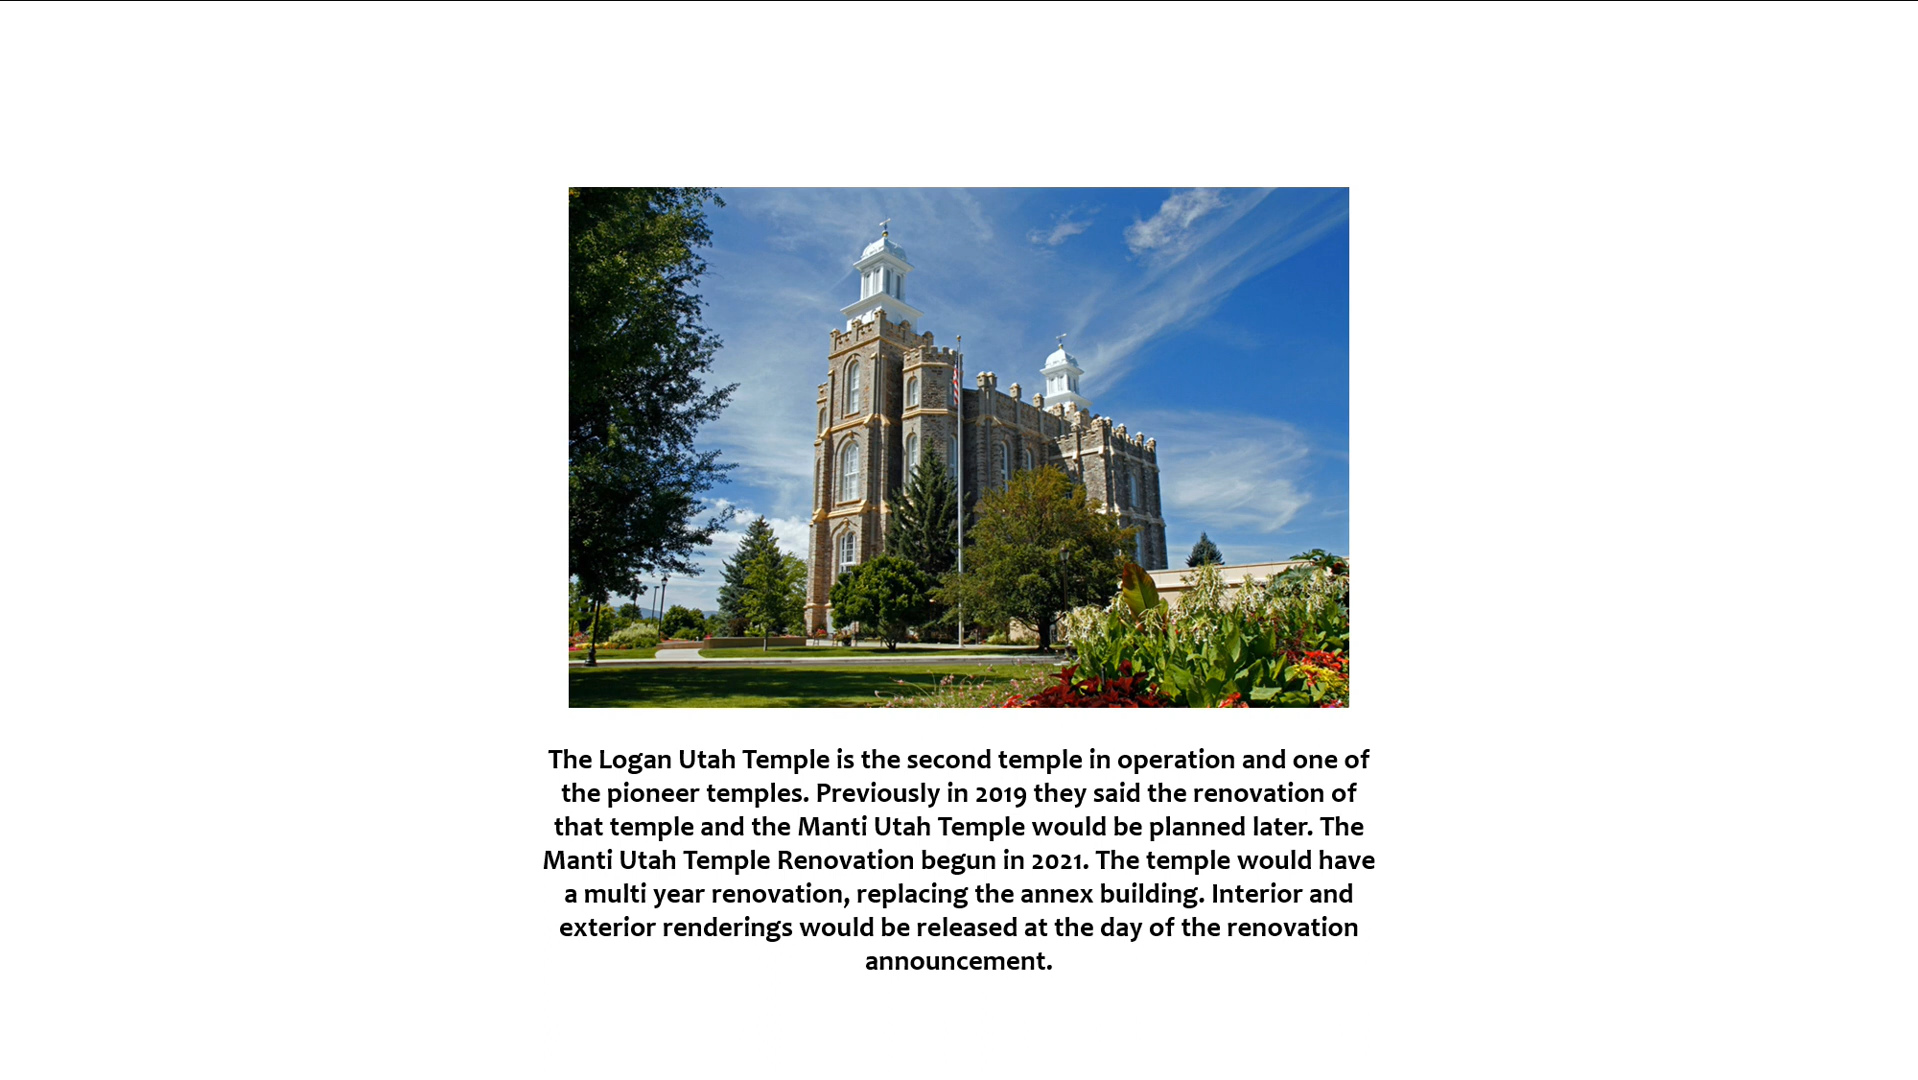 The Logan Utah Temple is the second temple in operation and one of
the pioneer temples. Previously in 2019 they said the renovation of
that temple and the Manti Utah Temple would be planned later. The
Manti Utah Temple Renovation begun in 2021. The temple would have
a multi year renovation, replacing the annex building. Interior and
exterior renderings would be released at the day of the renovation
announcement.